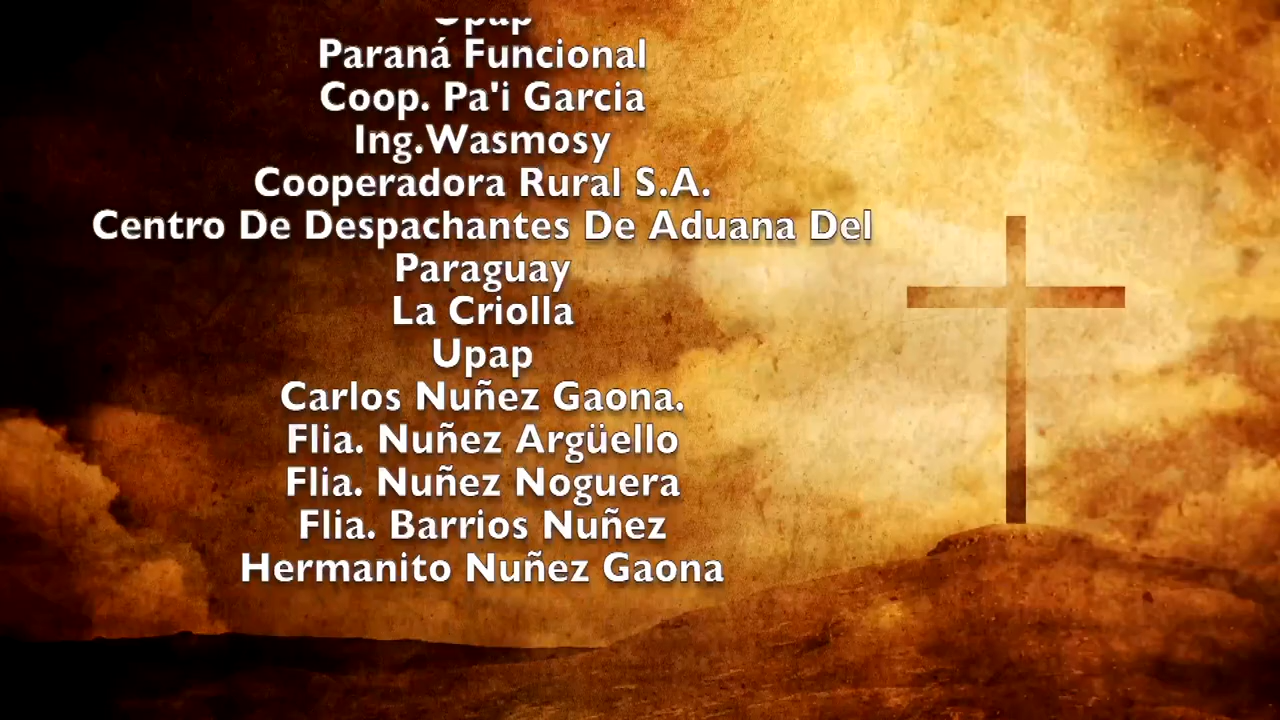 Upap
Paraná Funcional
Coop. Pa'i Garcia
Ing.Wasmosy
Cooperadora Rural S.A.
Centro De Despachantes De Aduana Del
Paraguay
La Criolla
Upap
Carlos Nuñez Gaona.
Flia. Nuñez Argüello
Flia. Nuñez Noguera
Flia. Barrios Nuñez
Hermanito Nuñez Gaona